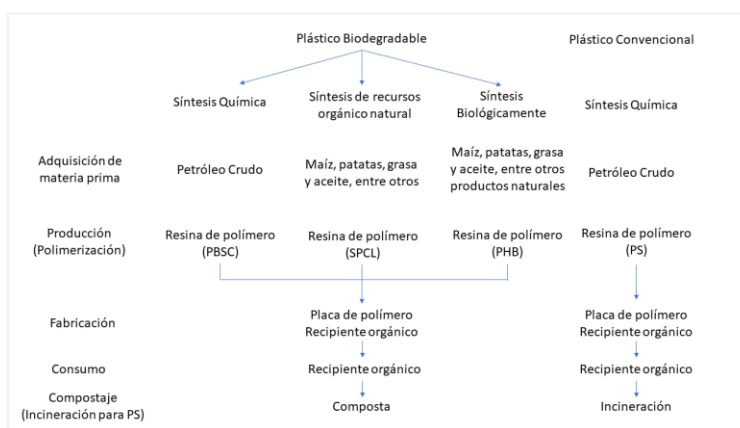 Plástico Biodegradable
Plástico Convencional
Síntesis Química
Síntesis de recursos
orgánico natural
Síntesis
Biológicamente
Síntesis Química
Adquisición de
materia prima
Petróleo Crudo
Maíz, patatas, grasa
y aceite, entre otros
Maíz, patatas, grasa
y aceite, entre otros
productos naturales
Petróleo Crudo
Producción
(Polimerización)
Resina de polímero
(PBSC)
Resina de polímero
(SPCL)
Resina de polímero
(PHB)
Resina de polímero
(PS)
Fabricación
Placa de polímero
Recipiente orgánico
Placa de polímero
Recipiente orgánico
Consumo
Recipiente orgánico
Recipiente orgánico
Compostaje
(Incineración para PS)
Composta
Incineración